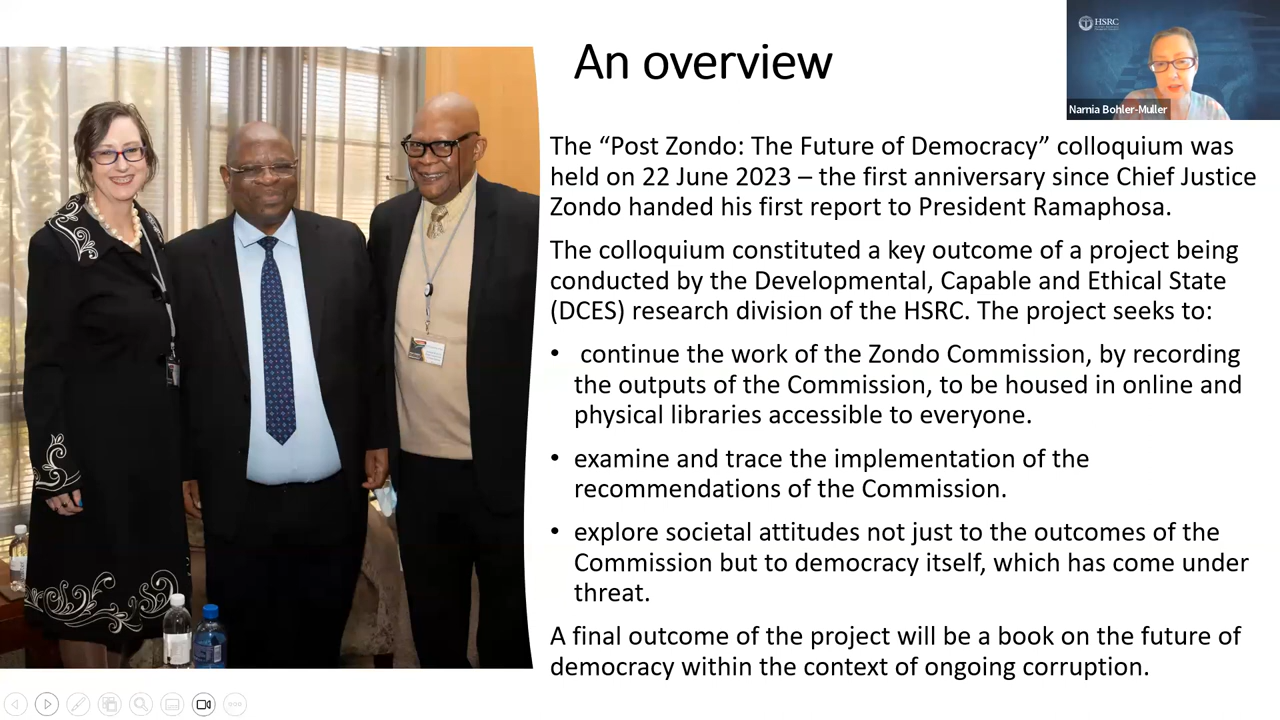 An overview
HSRC
Narnia Bohler-Muller
The “Post Zondo: The Future of Democracy” colloquium was
held on 22 June 2023 – the first anniversary since Chief Justice
Zondo handed his first report to President Ramaphosa.
The colloquium constituted a key outcome of a project being
conducted by the Developmental, Capable and Ethical State
(DCES) research division of the HSRC. The project seeks to:
• continue the work of the Zondo Commission, by recording
the outputs of the Commission, to be housed in online and
physical libraries accessible to everyone.
• examine and trace the implementation of the
recommendations of the Commission.
• explore societal attitudes not just to the outcomes of the
Commission but to democracy itself, which has come under
threat.
A final outcome of the project will be a book on the future of
democracy within the context of ongoing corruption.